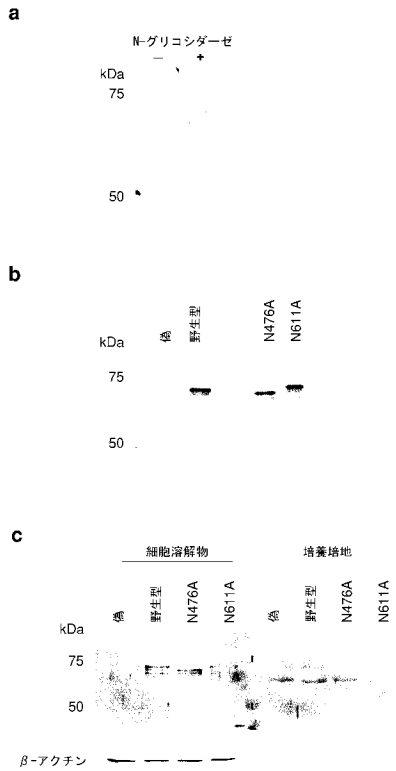 a
N-グリコシダーゼ
− +
kDa
75
50
b
偽 野生型 N476A N611A
kDa
75
50
c
細胞溶解物 培養培地
偽 野生型 N476A N611A 偽 野生型 N476A N611A
kDa
75
50
β-アクチン